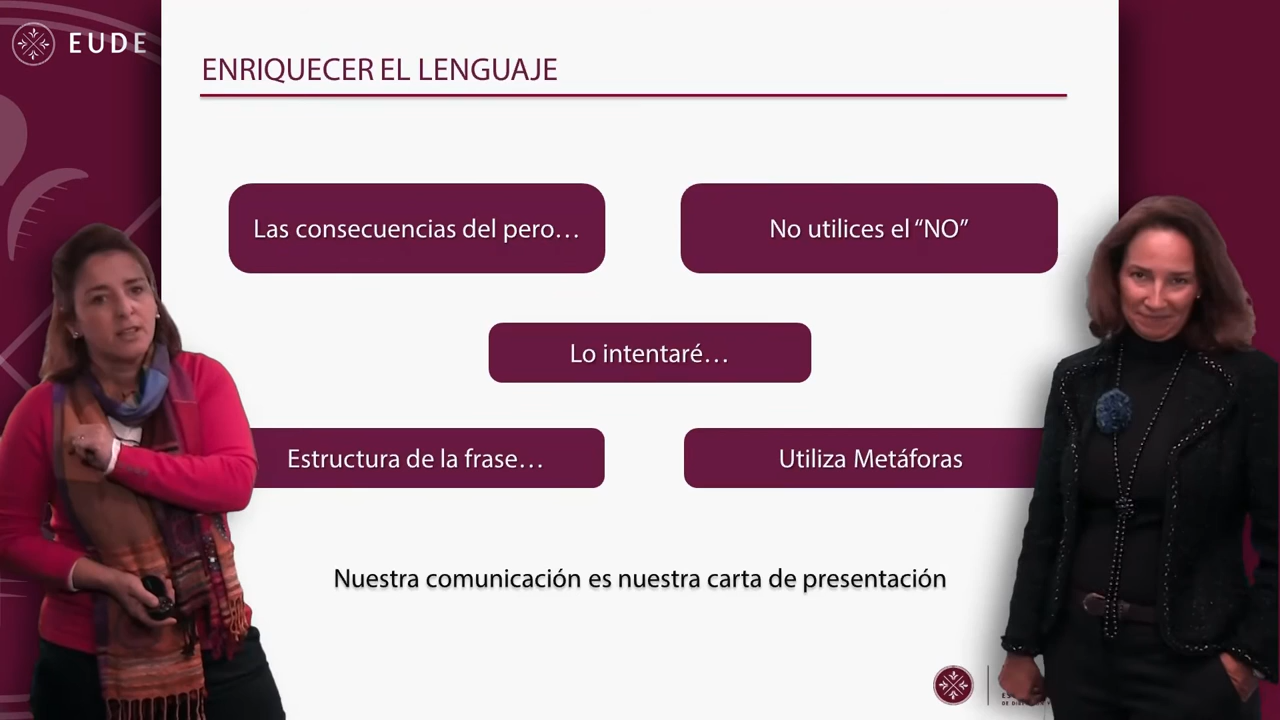 EUDE
ENRIQUECER EL LENGUAJE
Las consecuencias del pero…
No utilices el “NO”
Lo intentaré…
Estructura de la frase…
Utiliza Metáforas
Nuestra comunicación es nuestra carta de presentación